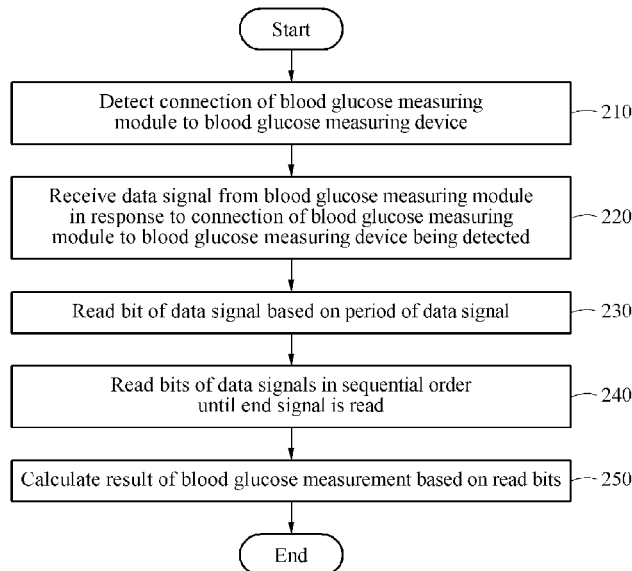 Start
Detect connection of blood glucose measuring
module to blood glucose measuring device
210
Receive data signal from blood glucose measuring module
in response to connection of blood glucose measuring
module to blood glucose measuring device being detected
220
Read bit of data signal based on period of data signal
230
Read bits of data signals in sequential order
until end signal is read
240
Calculate result of blood glucose measurement based on read bits
250
End